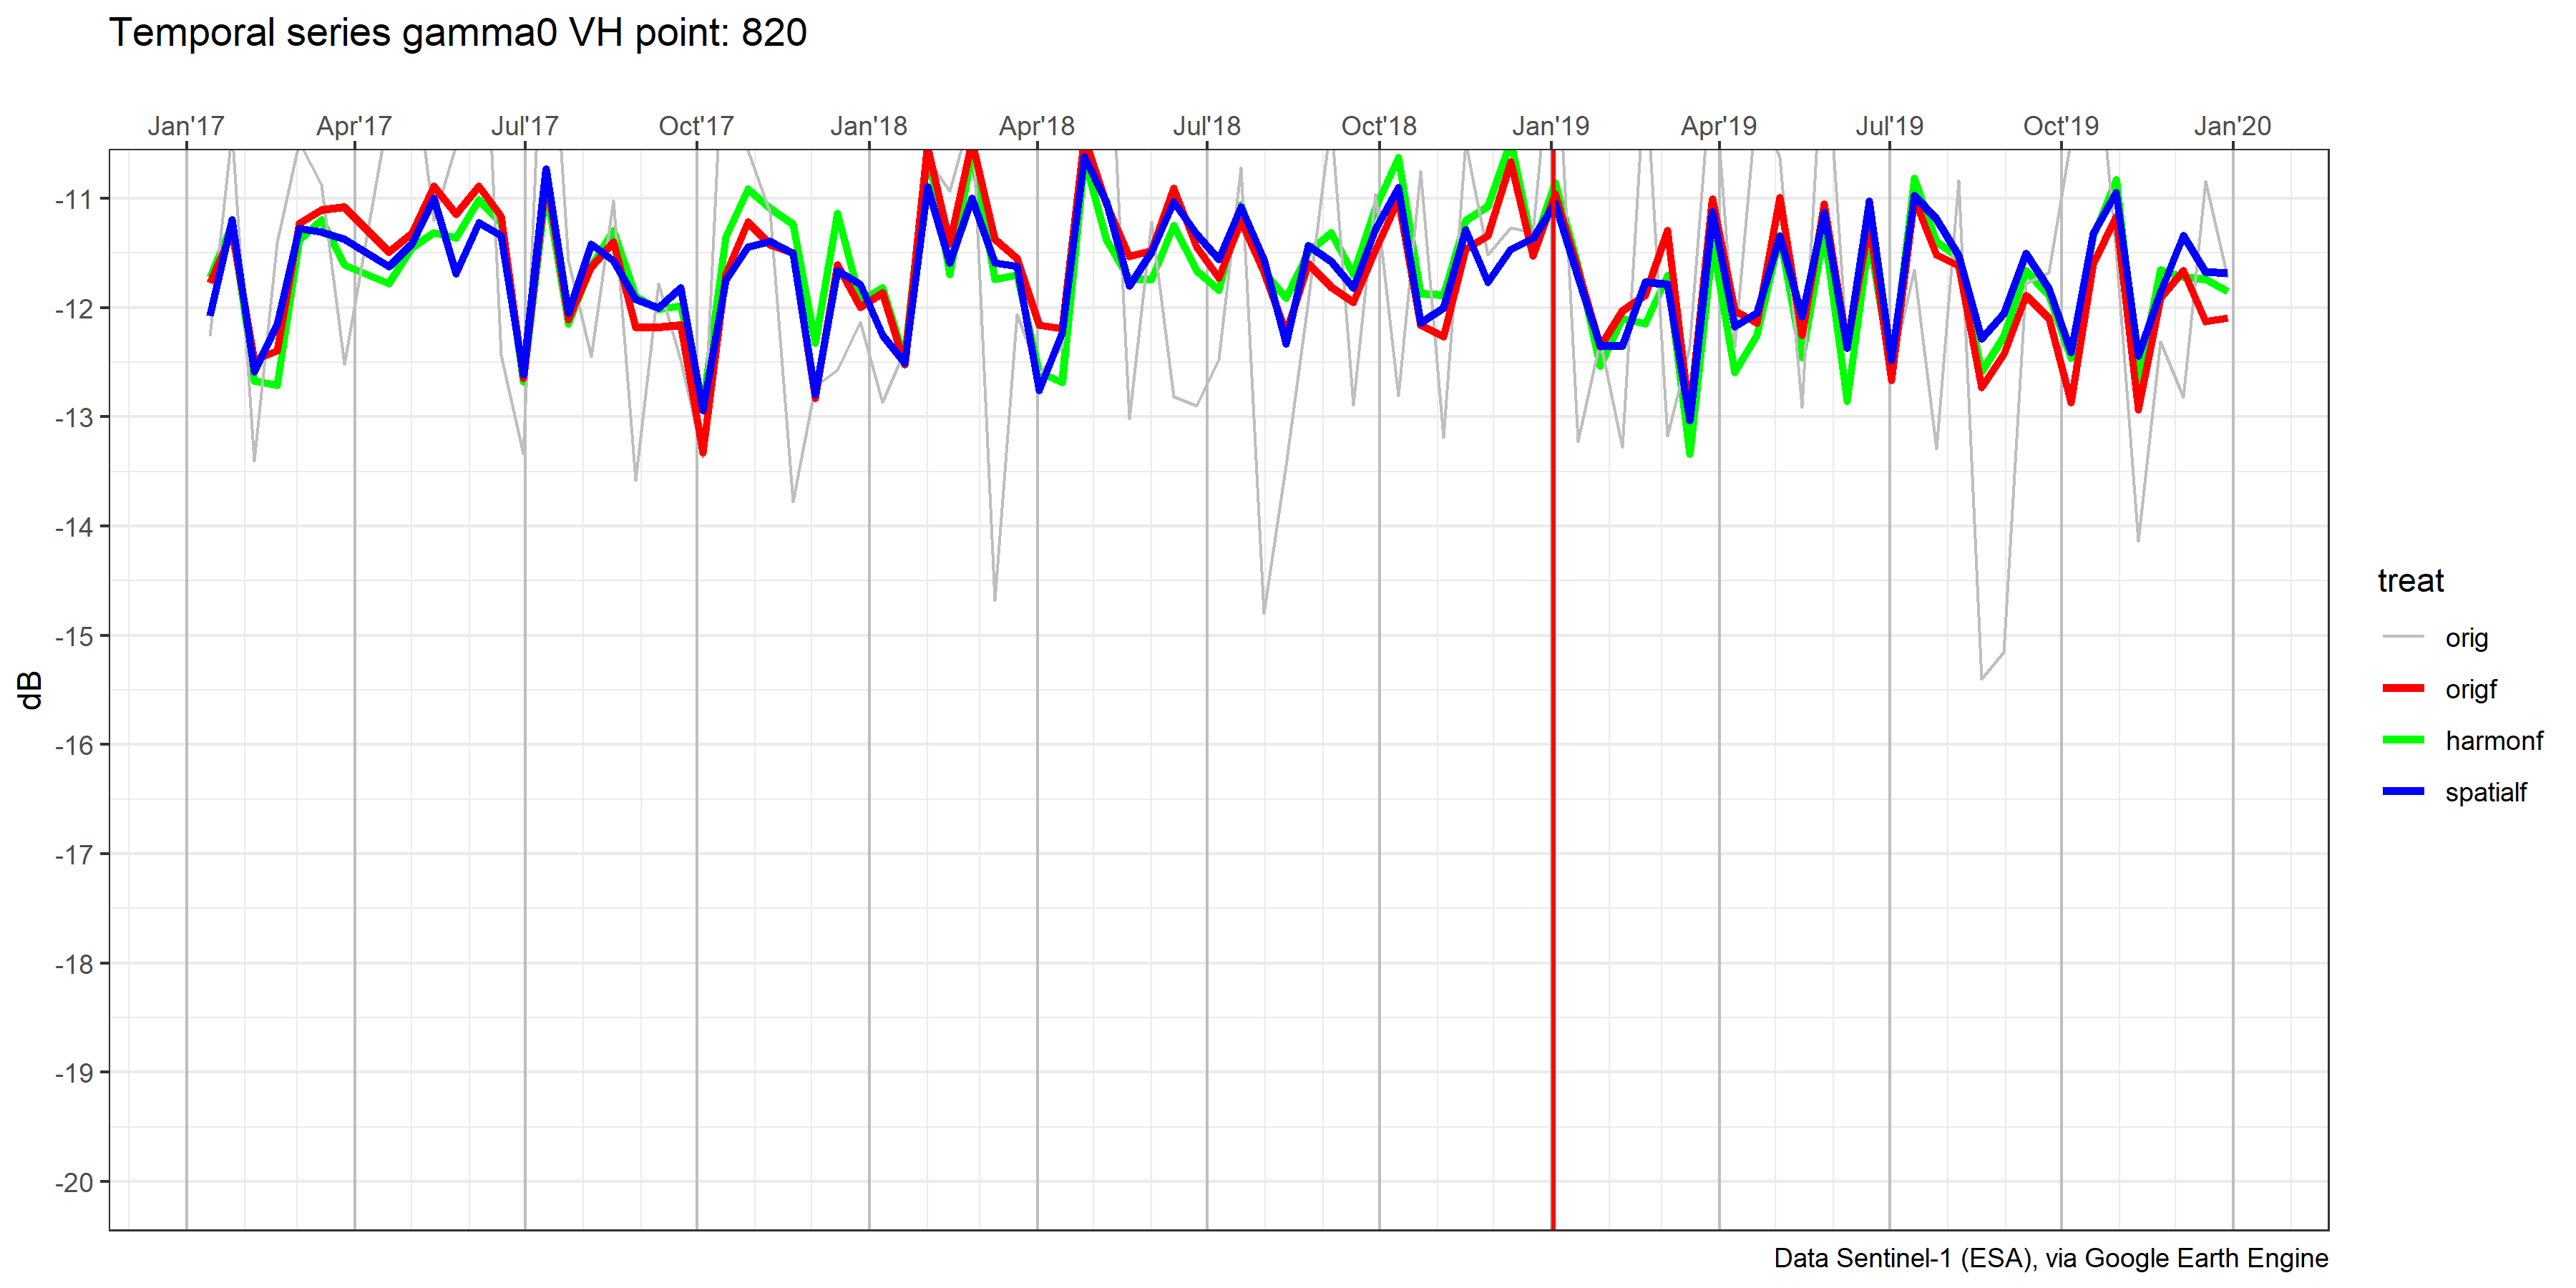 Temporal series gamma0 VH point: 820
Jan'17 Apr'17 Jul'17 Oct'17 Jan'18 Apr'18 Jul'18 Oct'18 Jan'19 Apr'19 Jul'19 Oct'19 Jan'20
-11
-12
-13
-14
-15
-16
-17
-18
-19
-20
dB
treat
orig
origf
harmonf
spatialf
Data Sentinel-1 (ESA), via Google Earth Engine